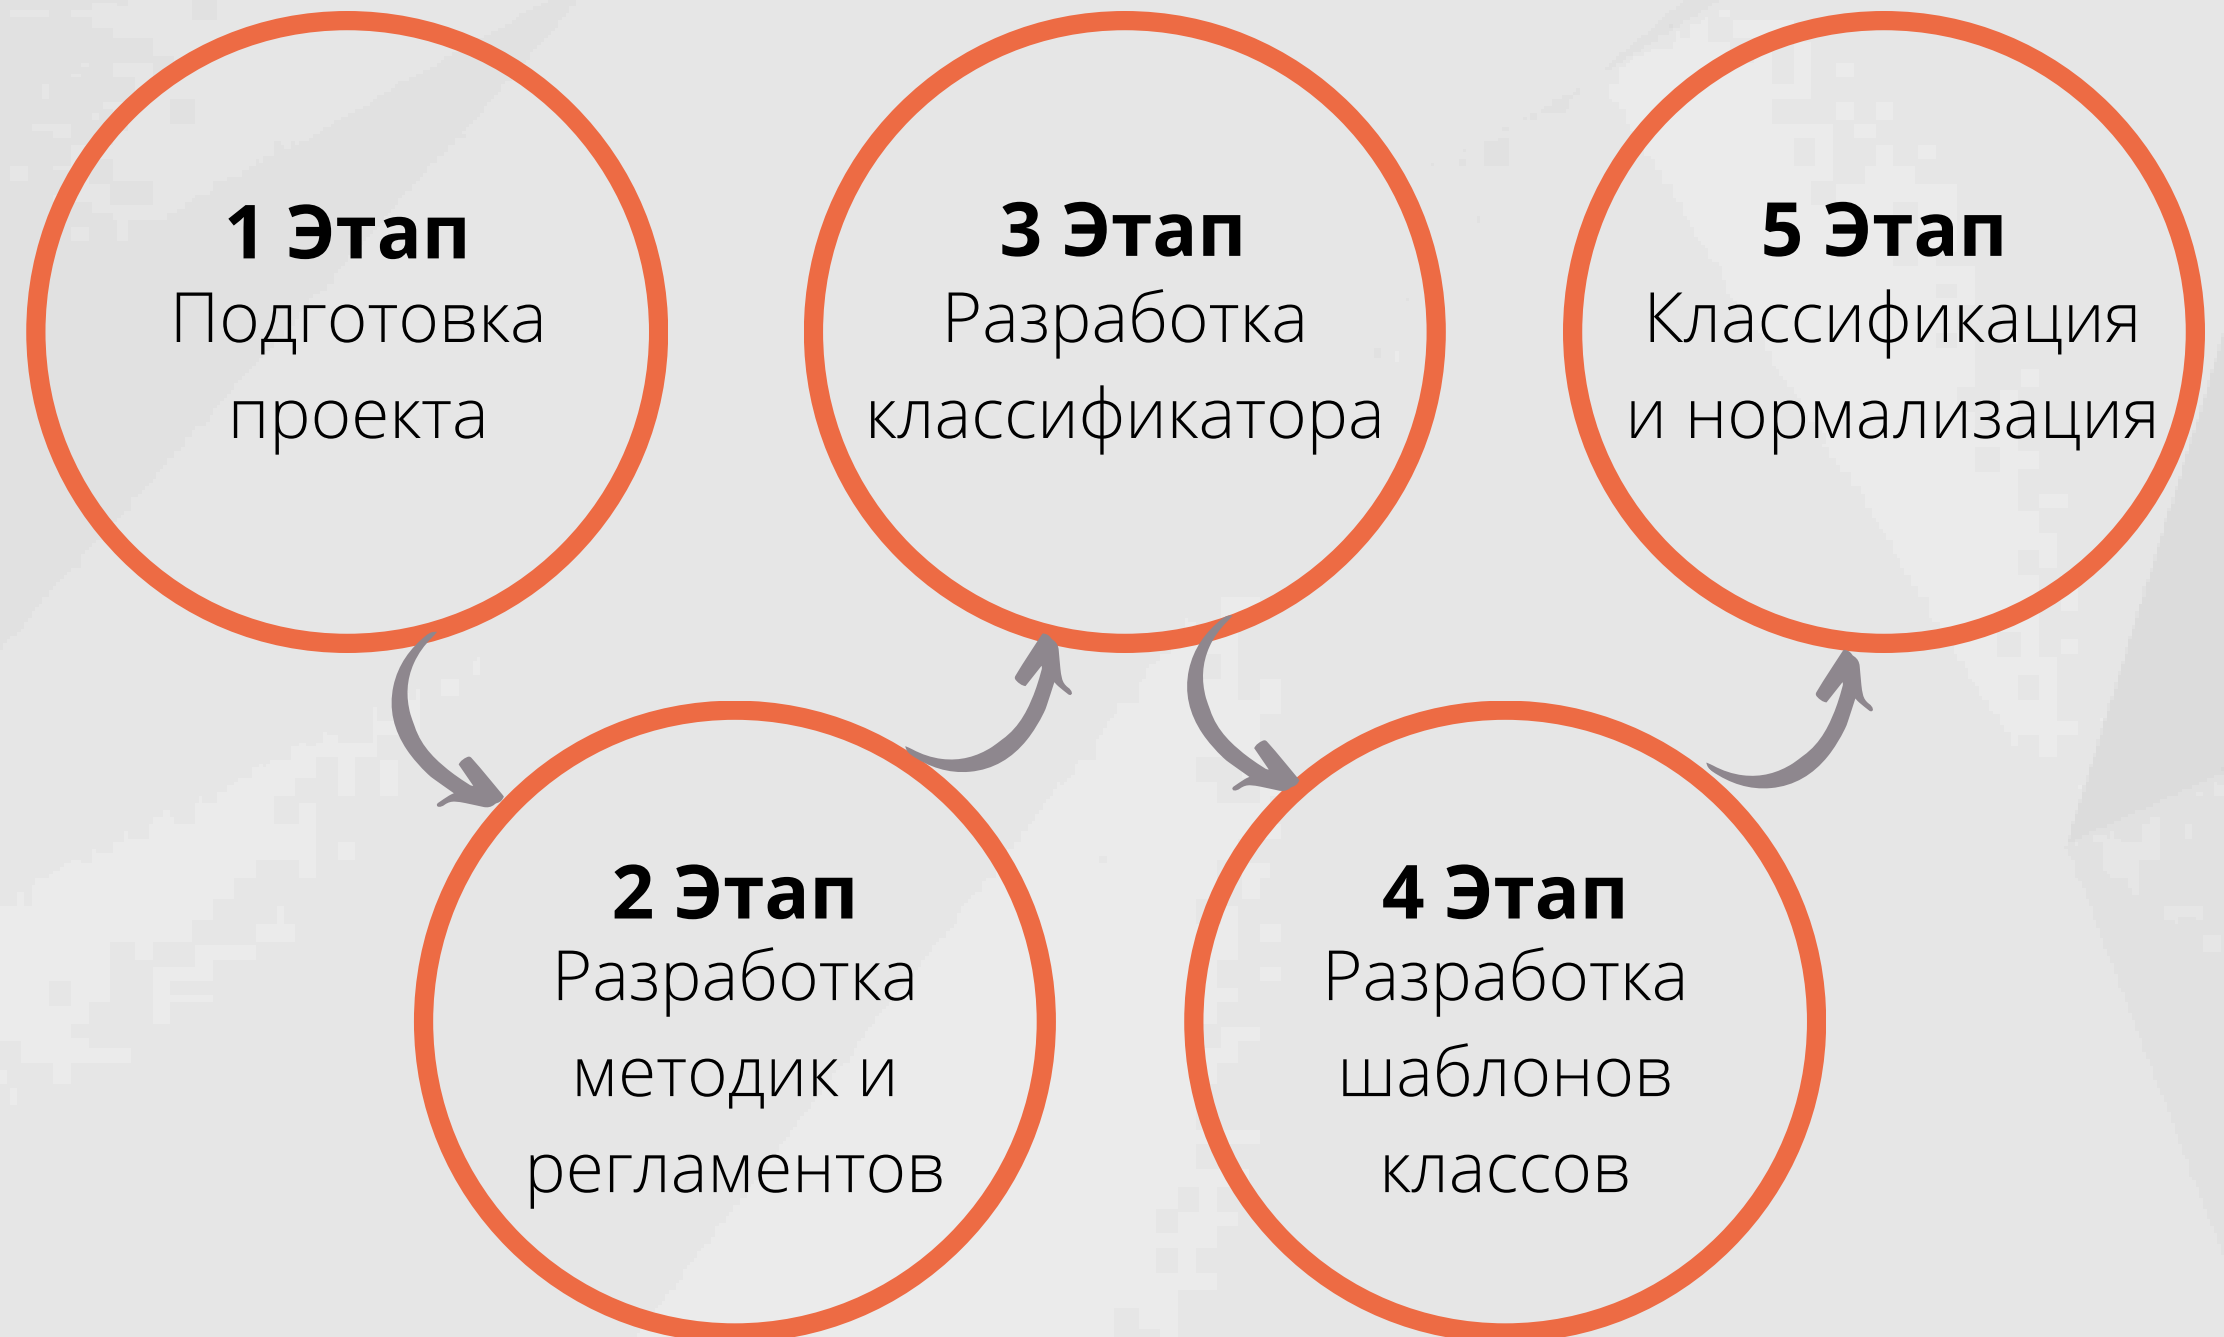 1 Этап
Подготовка
проекта
2 Этап
Разработка
методик и
регламентов
3 Этап
Разработка
классификатора
4 Этап
Разработка
шаблонов
классов
5 Этап
Классификация
и нормализация